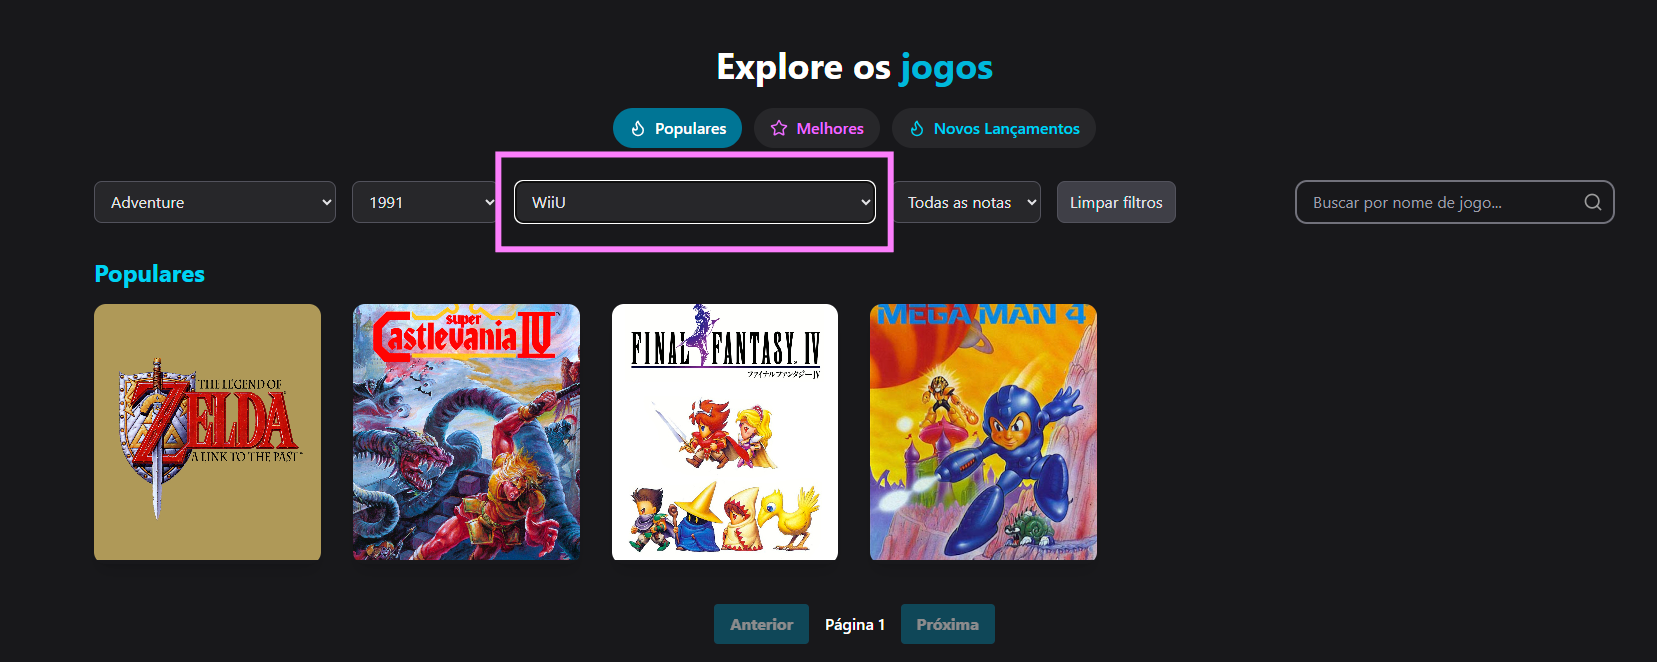 Explore os jogos
Populares
Melhores
Novos Lançamentos
Adventure
1991
WiiU
Todas as notas
Limpar filtros
Buscar por nome de jogo...
Populares
THE LEGEND OF
ZELDA
A LINK TO THE PAST
super
Castlevania IV
FINAL FANTASY IV
ファイナルファンタジーIV
MEGA MAN 4
Anterior
Página 1
Próxima